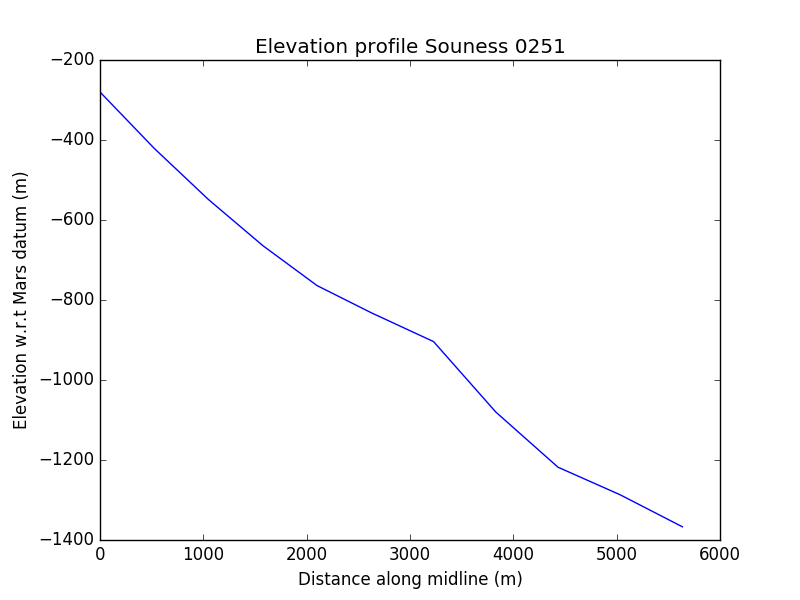 Elevation profile Souness 0251
−200
−400
−600
−800
−1000
−1200
−1400
Elevation w.r.t Mars datum (m)
0 1000 2000 3000 4000 5000 6000
Distance along midline (m)